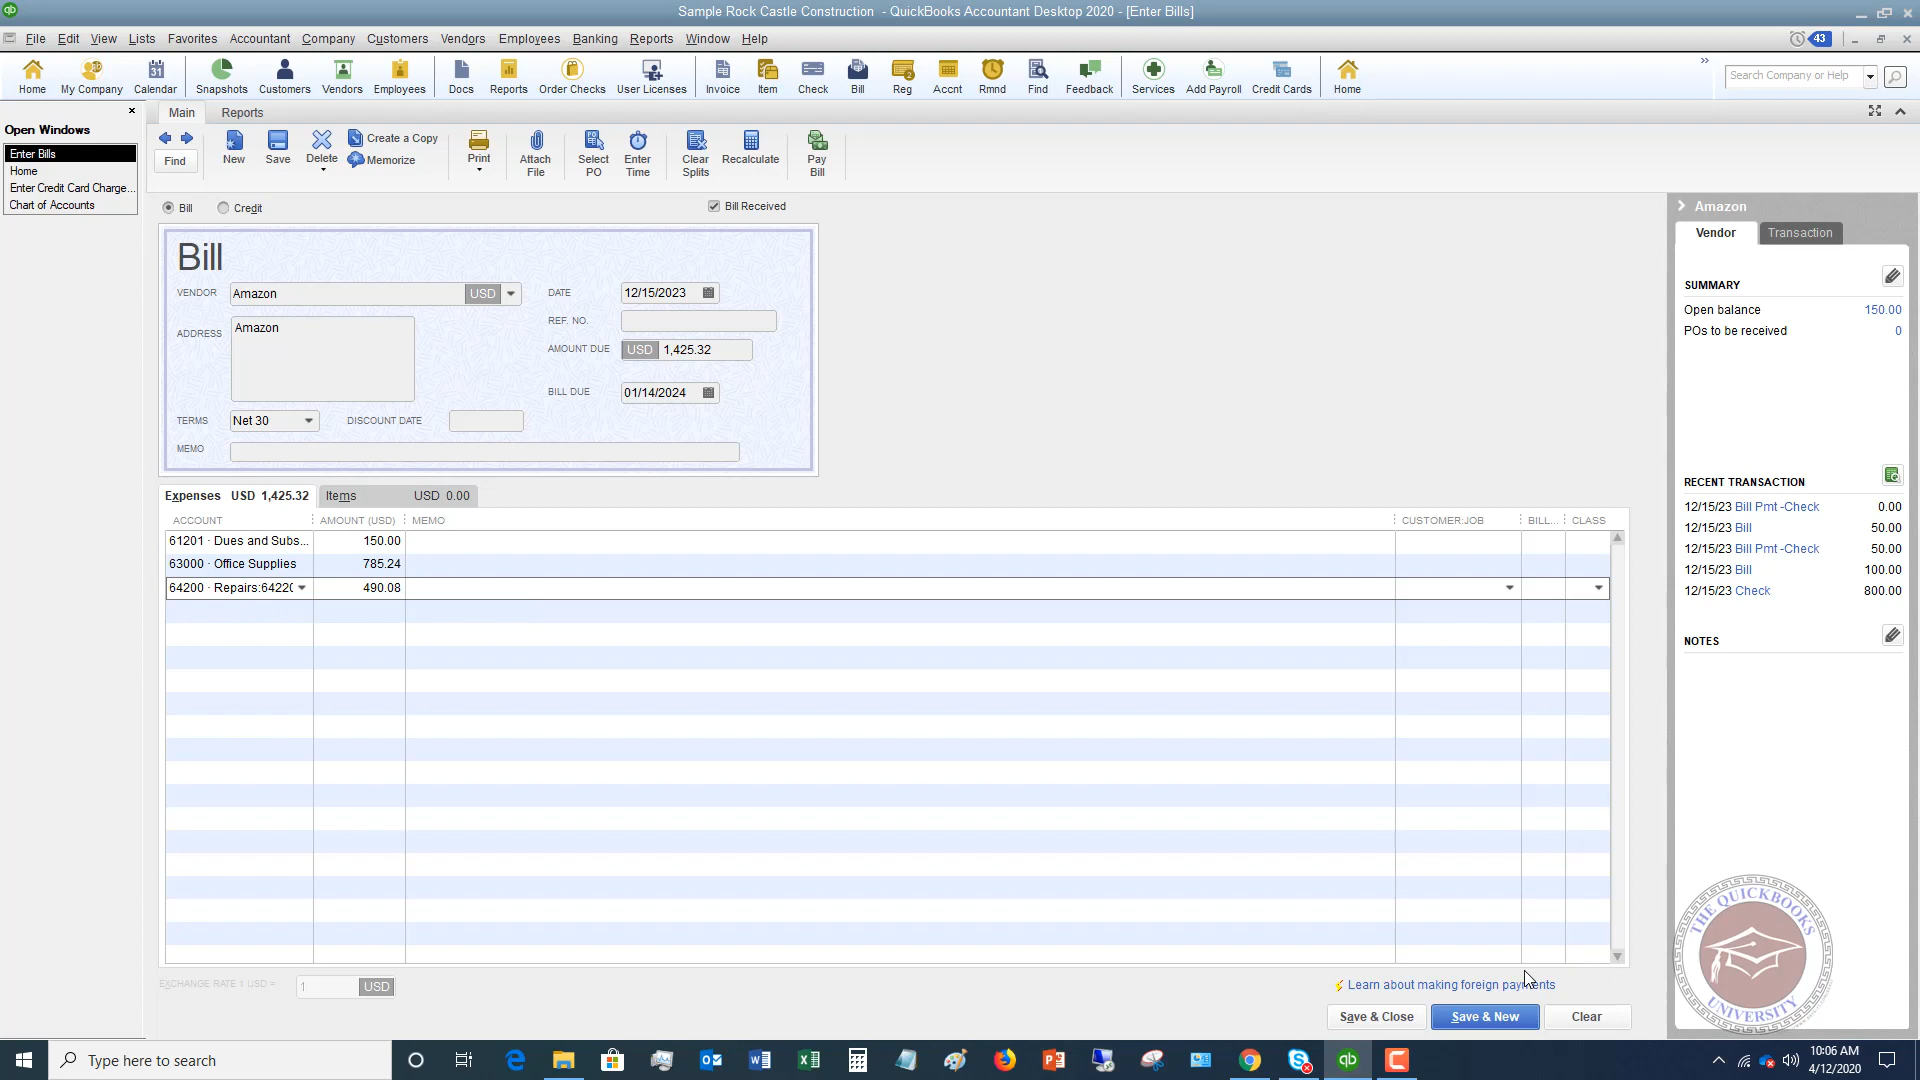 Sample Rock Castle Construction - QuickBooks Accountant Desktop 2020 - [Enter Bills]
File Edit View Lists Favorites Accountant Company Customers Vendors Employees Banking Reports Window Help
43
Home My Company Calendar Snapshots Customers Vendors Employees Docs Reports Order Checks User Licenses Invoice Item Check Bill Reg Accnt Rmnd Find Feedback Services Add Payroll Credit Cards Home
Search Company or Help
Open Windows
Enter Bills
Home
Enter Credit Card Charge...
Chart of Accounts
Main Reports
Find
New
Save
Delete
Create a Copy
Memorize
Print
Attach File
Select PO
Enter Time
Clear Splits
Recalculate
Pay Bill
Bill Credit
Bill Received
Bill
VENDOR Amazon USD
DATE 12/15/2023
REF. NO.
ADDRESS Amazon
AMOUNT DUE USD 1,425.32
BILL DUE 01/14/2024
TERMS Net 30 DISCOUNT DATE
MEMO
Expenses USD 1,425.32 Items USD 0.00
ACCOUNT AMOUNT (USD) MEMO CUSTOMER:JOB BILL... CLASS
61201 · Dues and Subs... 150.00
63000 · Office Supplies 785.24
64200 · Repairs:64220 490.08
EXCHANGE RATE 1 USD = 1 USD
Learn about making foreign payments
Save & Close Save & New Clear
Amazon
Vendor Transaction
SUMMARY
Open balance 150.00
POs to be received 0
RECENT TRANSACTION
12/15/23 Bill Pmt -Check 0.00
12/15/23 Bill 50.00
12/15/23 Bill Pmt -Check 50.00
12/15/23 Bill 100.00
12/15/23 Check 800.00
NOTES
THE QUICKBOOKS UNIVERSITY
Type here to search
10:06 AM
4/12/2020